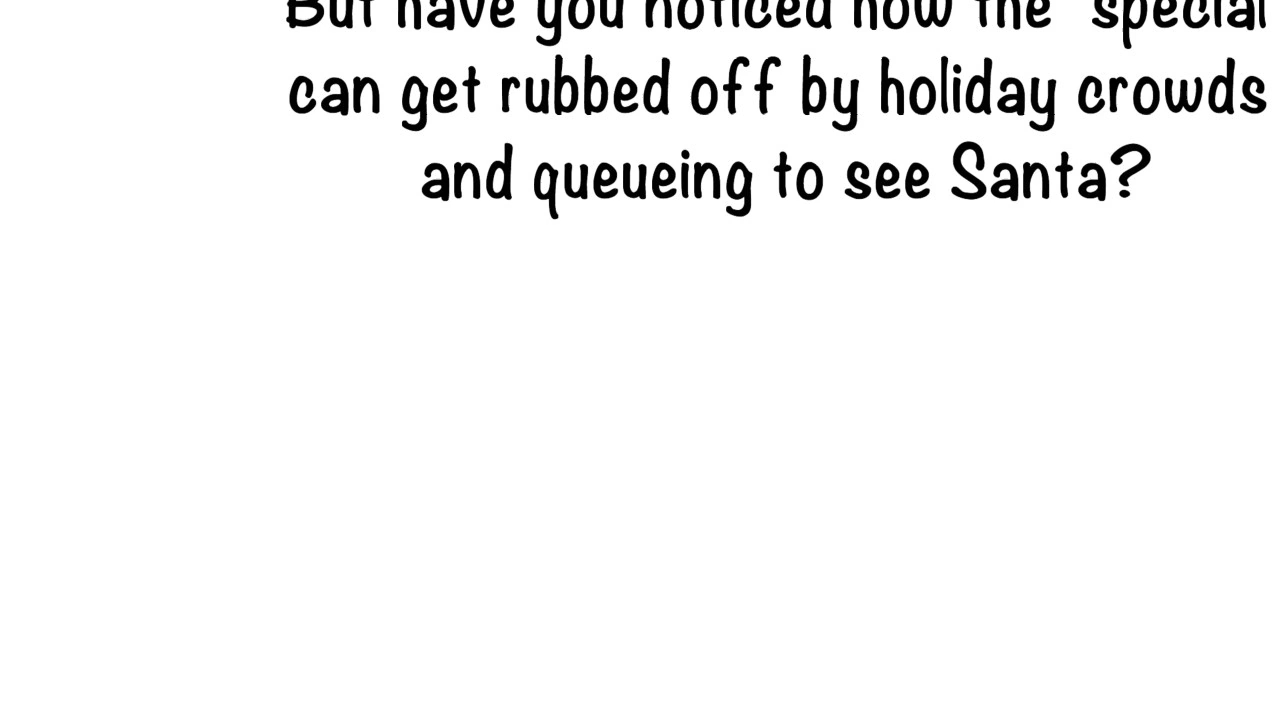 But have you noticed how the "special
can get rubbed off by holiday crowds
and queueing to see Santa?